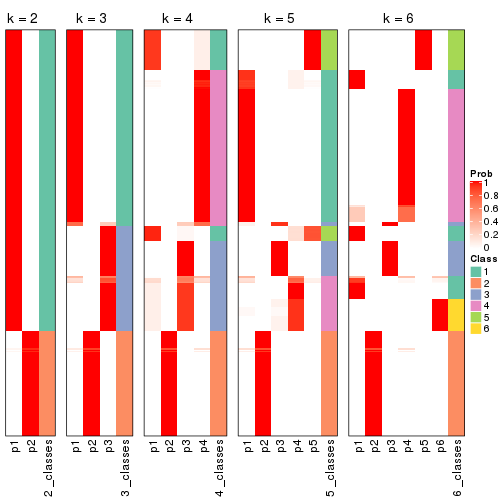 k = 2
k = 3
k = 4
k = 5
k = 6
p1
p2
2_classes
p1
p2
p3
3_classes
p1
p2
p3
p4
4_classes
p1
p2
p3
p4
p5
5_classes
p1
p2
p3
p4
p5
p6
6_classes
Prob
1
0.8
0.6
0.4
0.2
0
Class
1
2
3
4
5
6